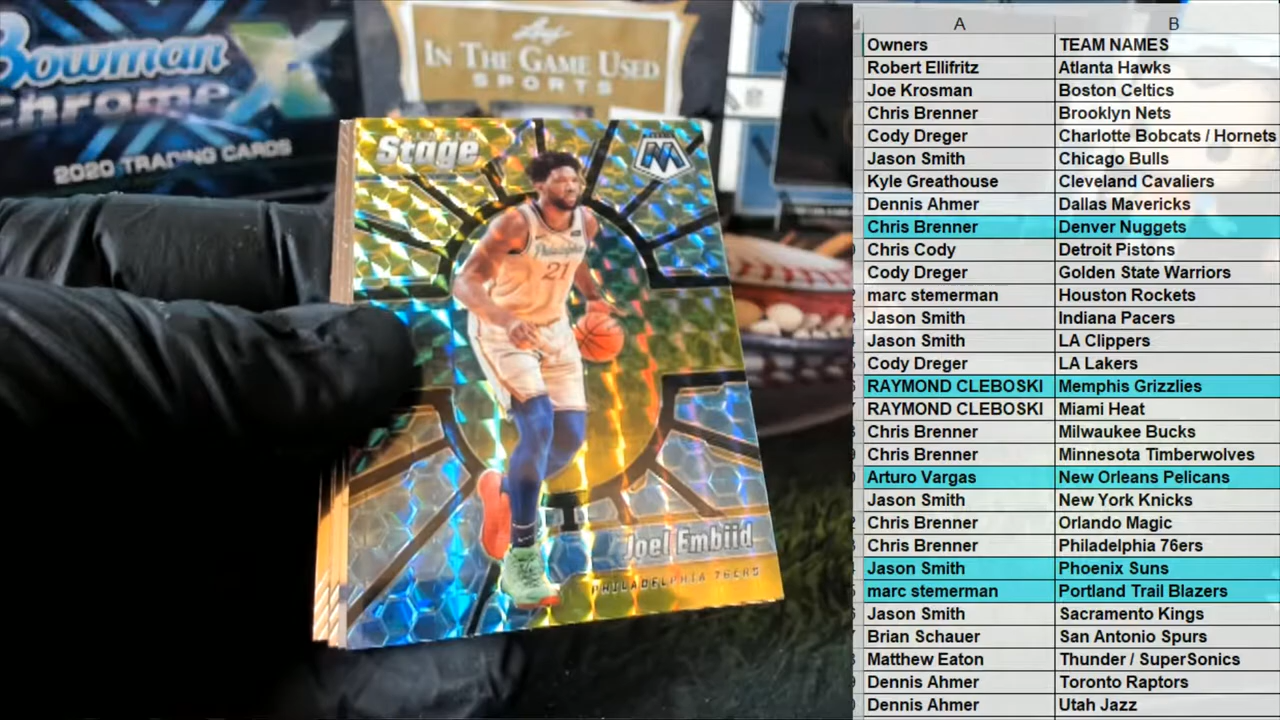 Bowman
chrome X
2020 TRADING CARDS
Leaf
IN THE GAME USED
SPORTS
Stage
Philadelphia
21
Joel Embiid
PHILADELPHIA 76ERS
A B
Owners TEAM NAMES
Robert Ellifritz Atlanta Hawks
Joe Krosman Boston Celtics
Chris Brenner Brooklyn Nets
Cody Dreger Charlotte Bobcats / Hornets
Jason Smith Chicago Bulls
Kyle Greathouse Cleveland Cavaliers
Dennis Ahmer Dallas Mavericks
Chris Brenner Denver Nuggets
Chris Cody Detroit Pistons
Cody Dreger Golden State Warriors
marc stemerman Houston Rockets
Jason Smith Indiana Pacers
Jason Smith LA Clippers
Cody Dreger LA Lakers
RAYMOND CLEBOSKI Memphis Grizzlies
RAYMOND CLEBOSKI Miami Heat
Chris Brenner Milwaukee Bucks
Chris Brenner Minnesota Timberwolves
Arturo Vargas New Orleans Pelicans
Jason Smith New York Knicks
Chris Brenner Orlando Magic
Chris Brenner Philadelphia 76ers
Jason Smith Phoenix Suns
marc stemerman Portland Trail Blazers
Jason Smith Sacramento Kings
Brian Schauer San Antonio Spurs
Matthew Eaton Thunder / SuperSonics
Dennis Ahmer Toronto Raptors
Dennis Ahmer Utah Jazz